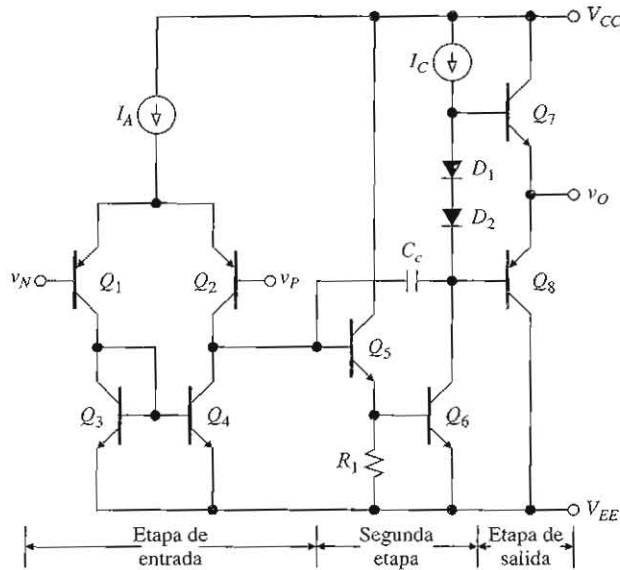 V_CC
I_C
I_A
Q_7
D_1
v_O
D_2
C_c
v_N
Q_1
Q_2
v_P
Q_8
Q_5
Q_3
Q_4
Q_6
R_1
V_EE
Etapa de entrada
Segunda etapa
Etapa de salida